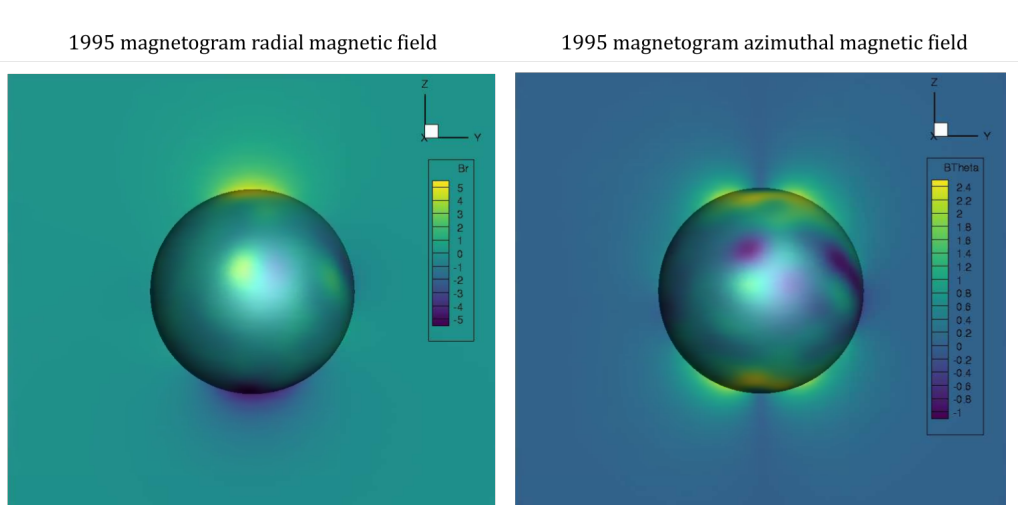 1995 magnetogram radial magnetic field
1995 magnetogram azimuthal magnetic field
Z
X
Y
Br
5
4
3
2
1
0
-1
-2
-3
-4
-5
Z
X
Y
BTheta
2.4
2.2
2
1.8
1.6
1.4
1.2
1
0.8
0.6
0.4
0.2
0
-0.2
-0.4
-0.6
-0.8
-1